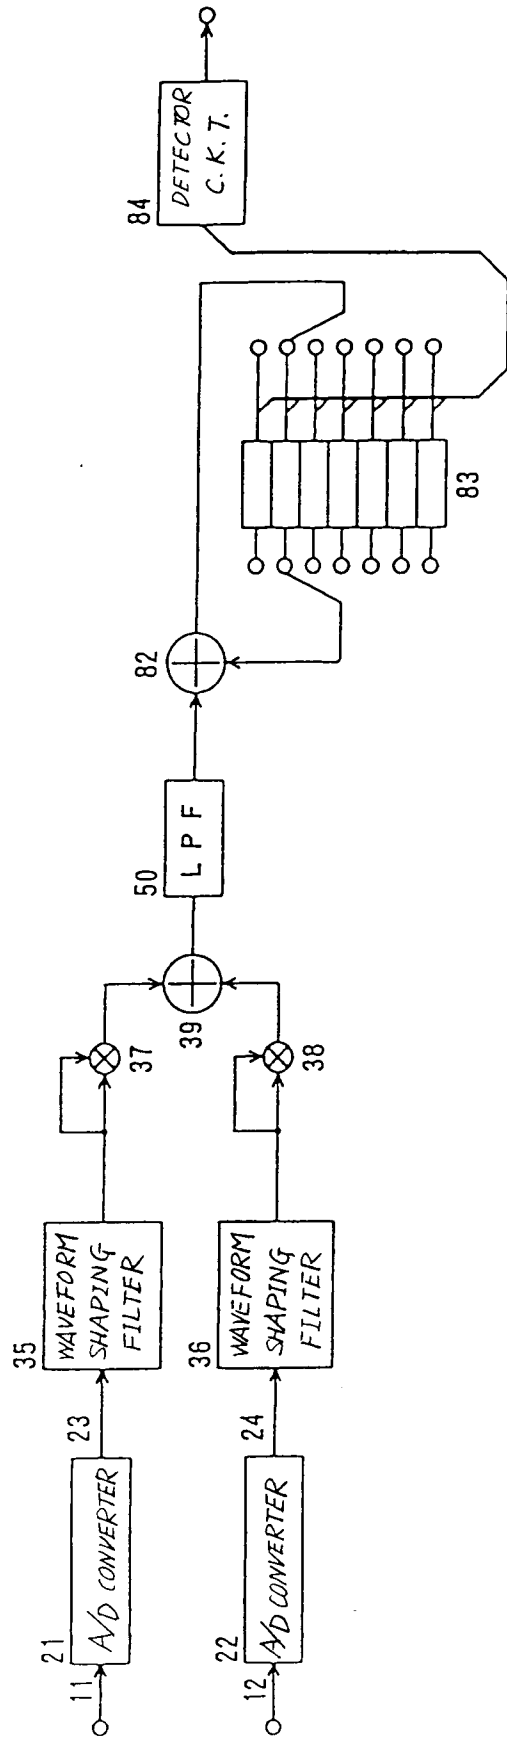 11
21
A/D CONVERTER
23
35
WAVEFORM
SHAPING
FILTER
37
12
22
A/D CONVERTER
24
36
WAVEFORM
SHAPING
FILTER
38
39
50
LPF
82
83
84
DETECTOR
C.K.T.